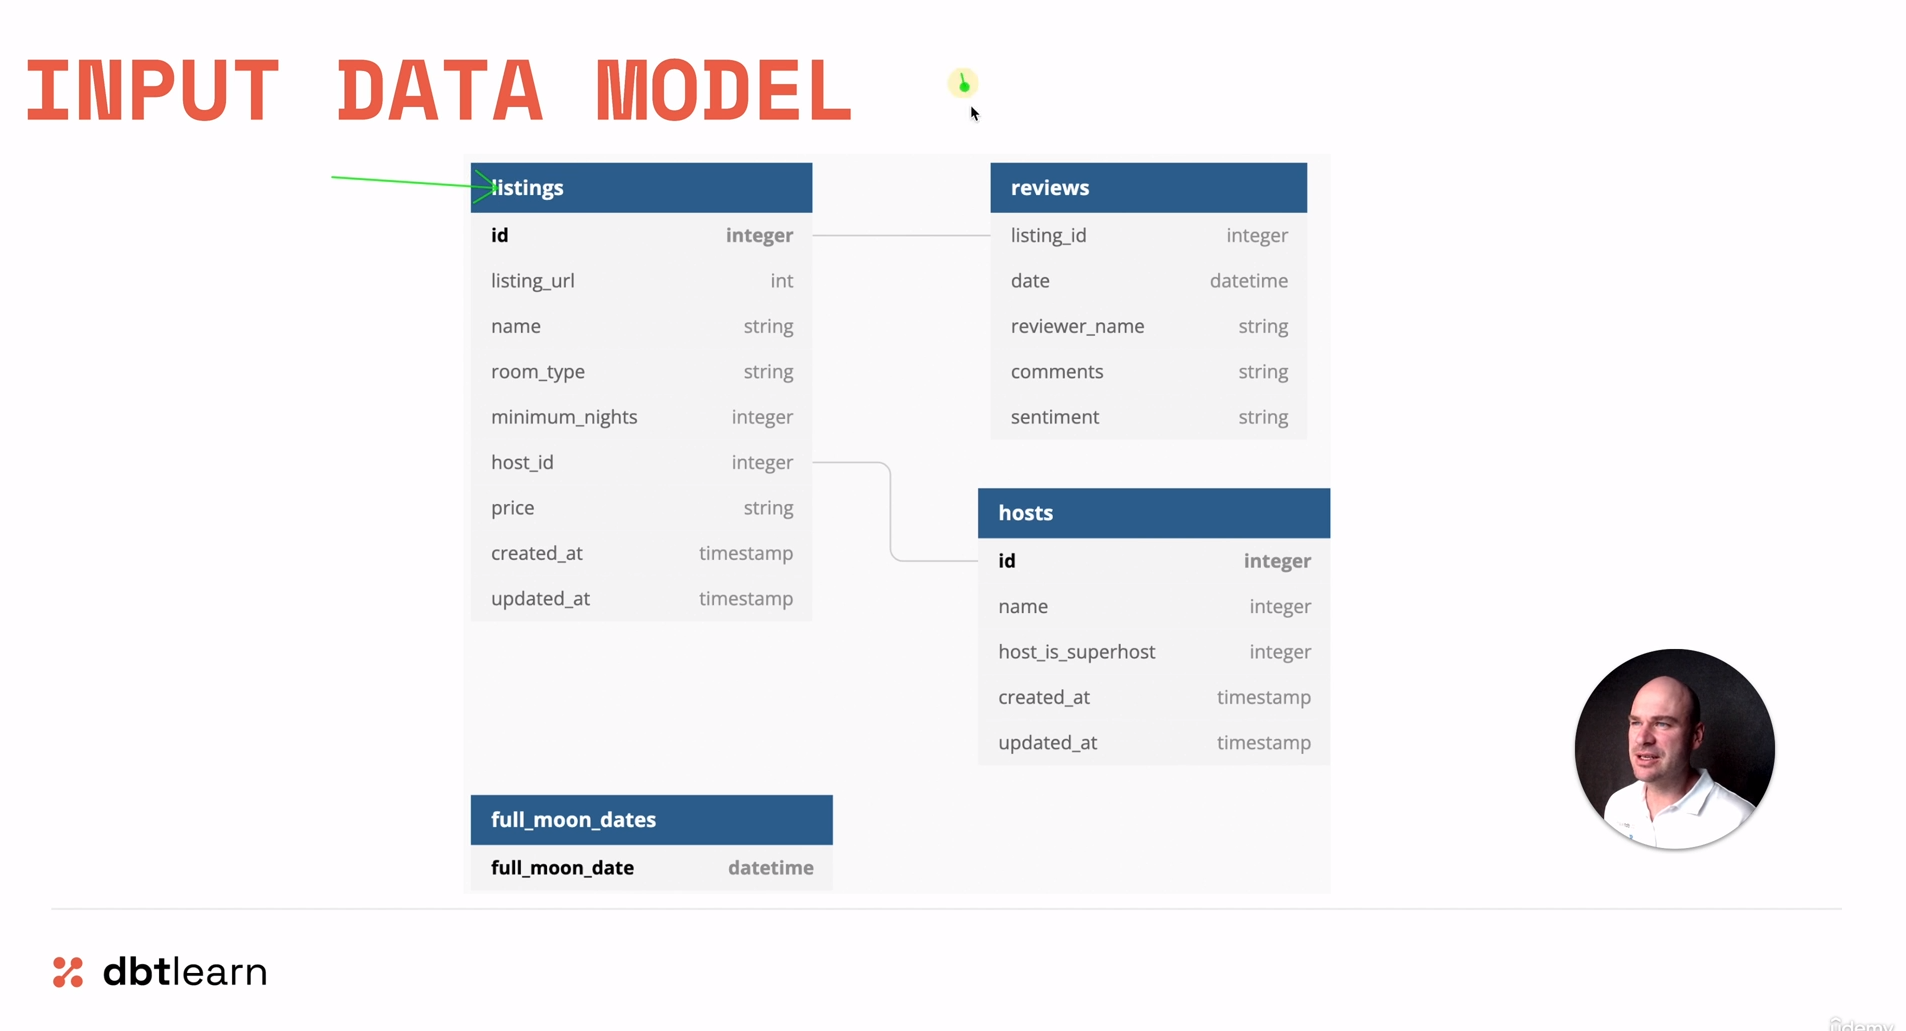 INPUT DATA MODEL
listings
id integer
listing_url int
name string
room_type string
minimum_nights integer
host_id integer
price string
created_at timestamp
updated_at timestamp
reviews
listing_id integer
date datetime
reviewer_name string
comments string
sentiment string
hosts
id integer
name integer
host_is_superhost integer
created_at timestamp
updated_at timestamp
full_moon_dates
full_moon_date datetime
dbtlearn